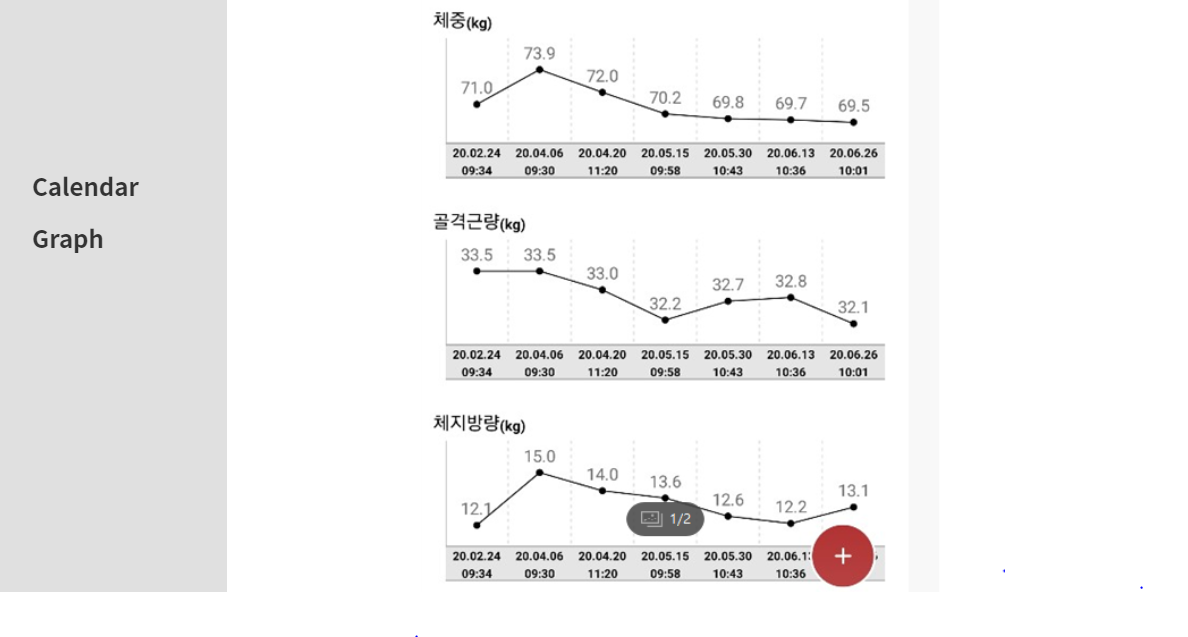 Calendar
Graph
체중(kg)
71.0 73.9 72.0 70.2 69.8 69.7 69.5
20.02.24 20.04.06 20.04.20 20.05.15 20.05.30 20.06.13 20.06.26
09:34 09:30 11:20 09:58 10:43 10:36 10:01
골격근량(kg)
33.5 33.5 33.0 32.2 32.7 32.8 32.1
20.02.24 20.04.06 20.04.20 20.05.15 20.05.30 20.06.13 20.06.26
09:34 09:30 11:20 09:58 10:43 10:36 10:01
체지방량(kg)
12.1 15.0 14.0 13.6 12.6 12.2 13.1
1/2
+
20.02.24 20.04.06 20.04.20 20.05.15 20.05.30
09:34 09:30 11:20 09:58 10:43 10:36